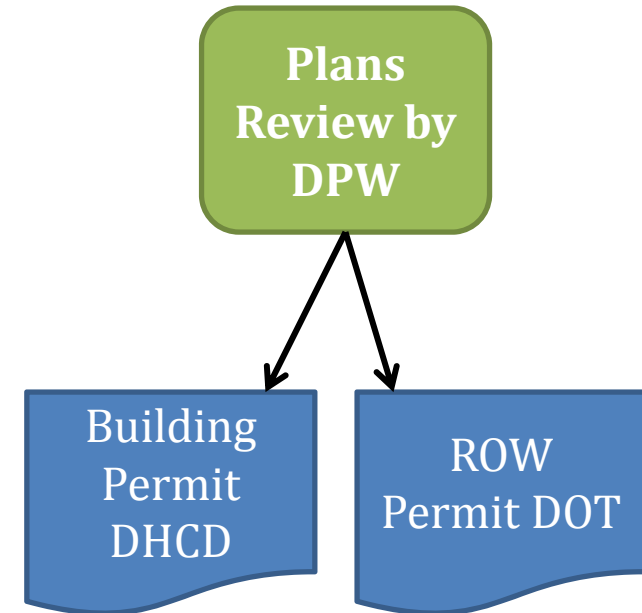 Plans
Review by
DPW
Building
Permit
DHCD
ROW
Permit DOT